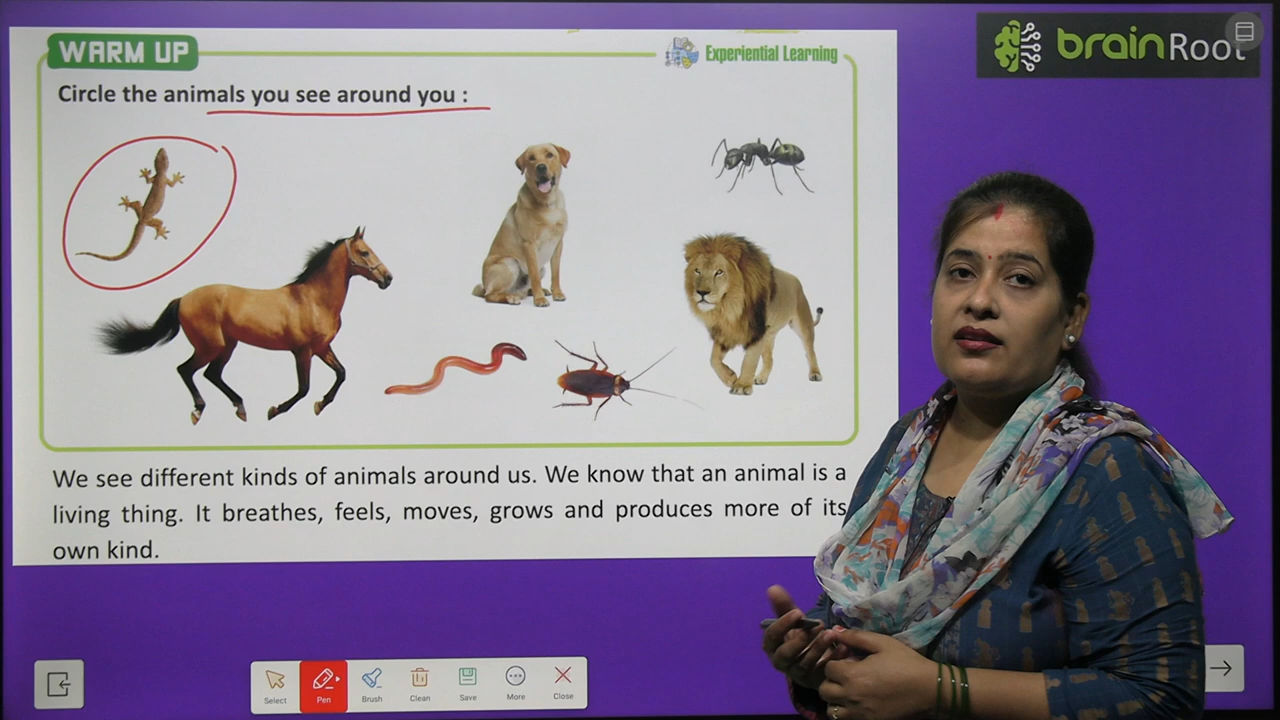 WARM UP
Experiential Learning
brainRoot
Circle the animals you see around you :
We see different kinds of animals around us. We know that an animal is a
living thing. It breathes, feels, moves, grows and produces more of its
own kind.
Select Pen Brush Clean Save More Close